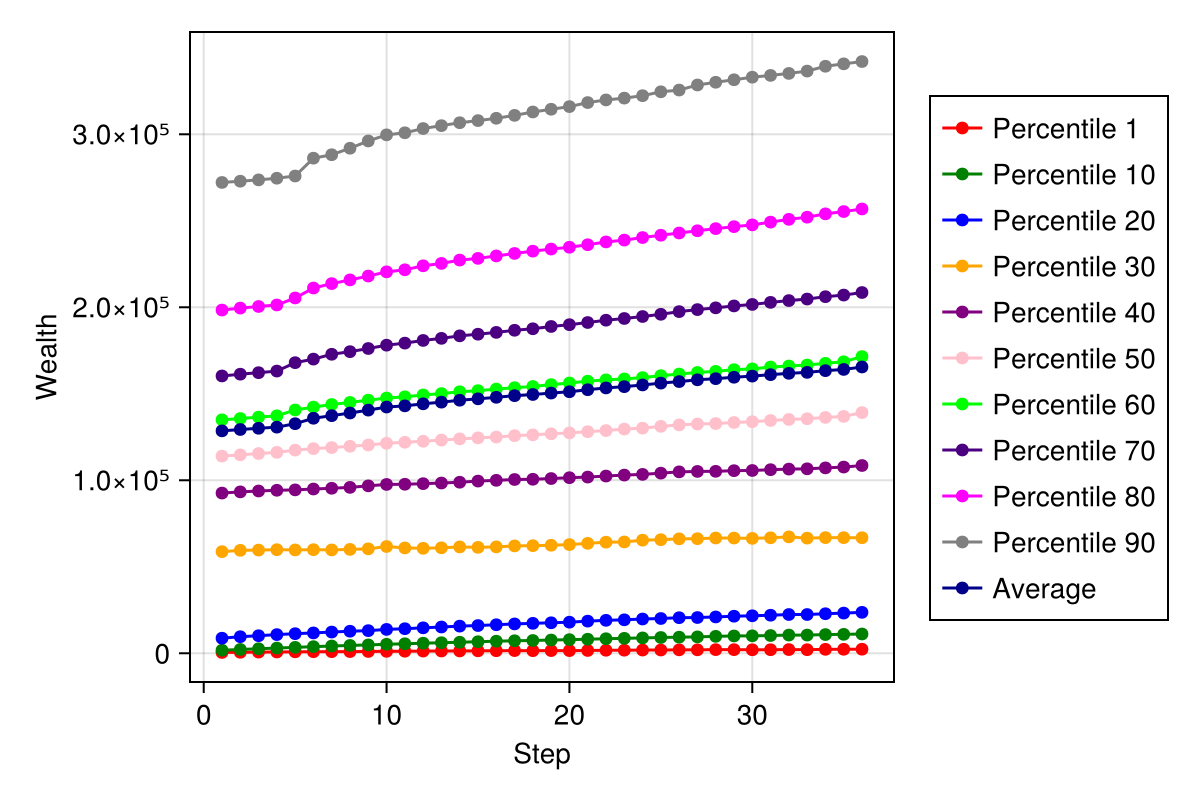 3.0×10⁵
2.0×10⁵
1.0×10⁵
0
Wealth
0 10 20 30
Step
Percentile 1
Percentile 10
Percentile 20
Percentile 30
Percentile 40
Percentile 50
Percentile 60
Percentile 70
Percentile 80
Percentile 90
Average